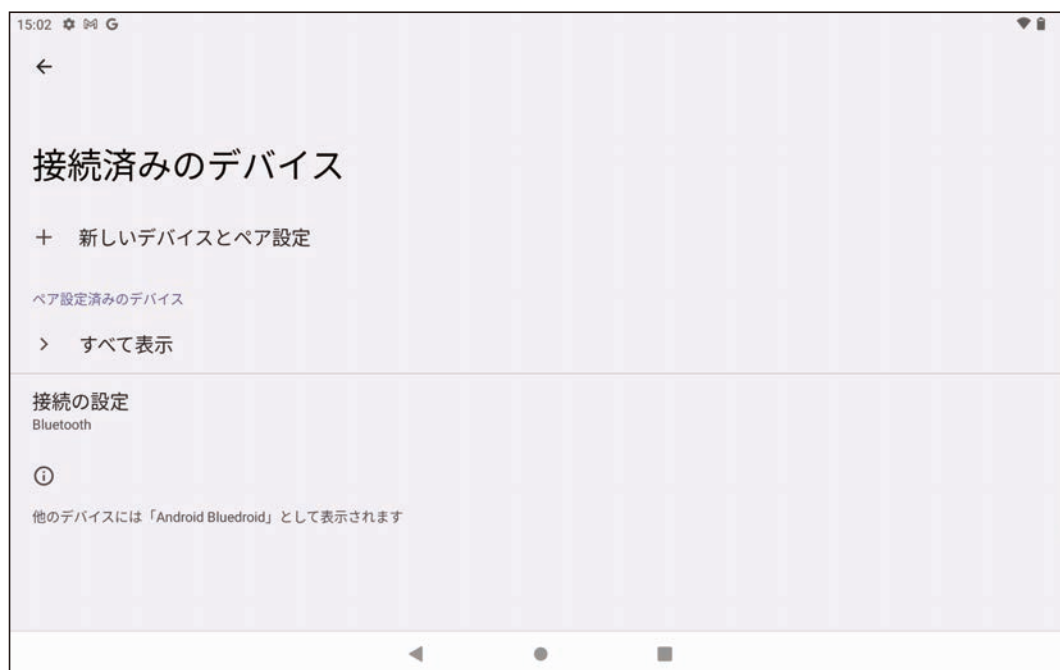 15:02 G
接続済みのデバイス
新しいデバイスとペア設定
ペア設定済みのデバイス
すべて表示
接続の設定
Bluetooth
他のデバイスには「Android Bluedroid」として表示されます